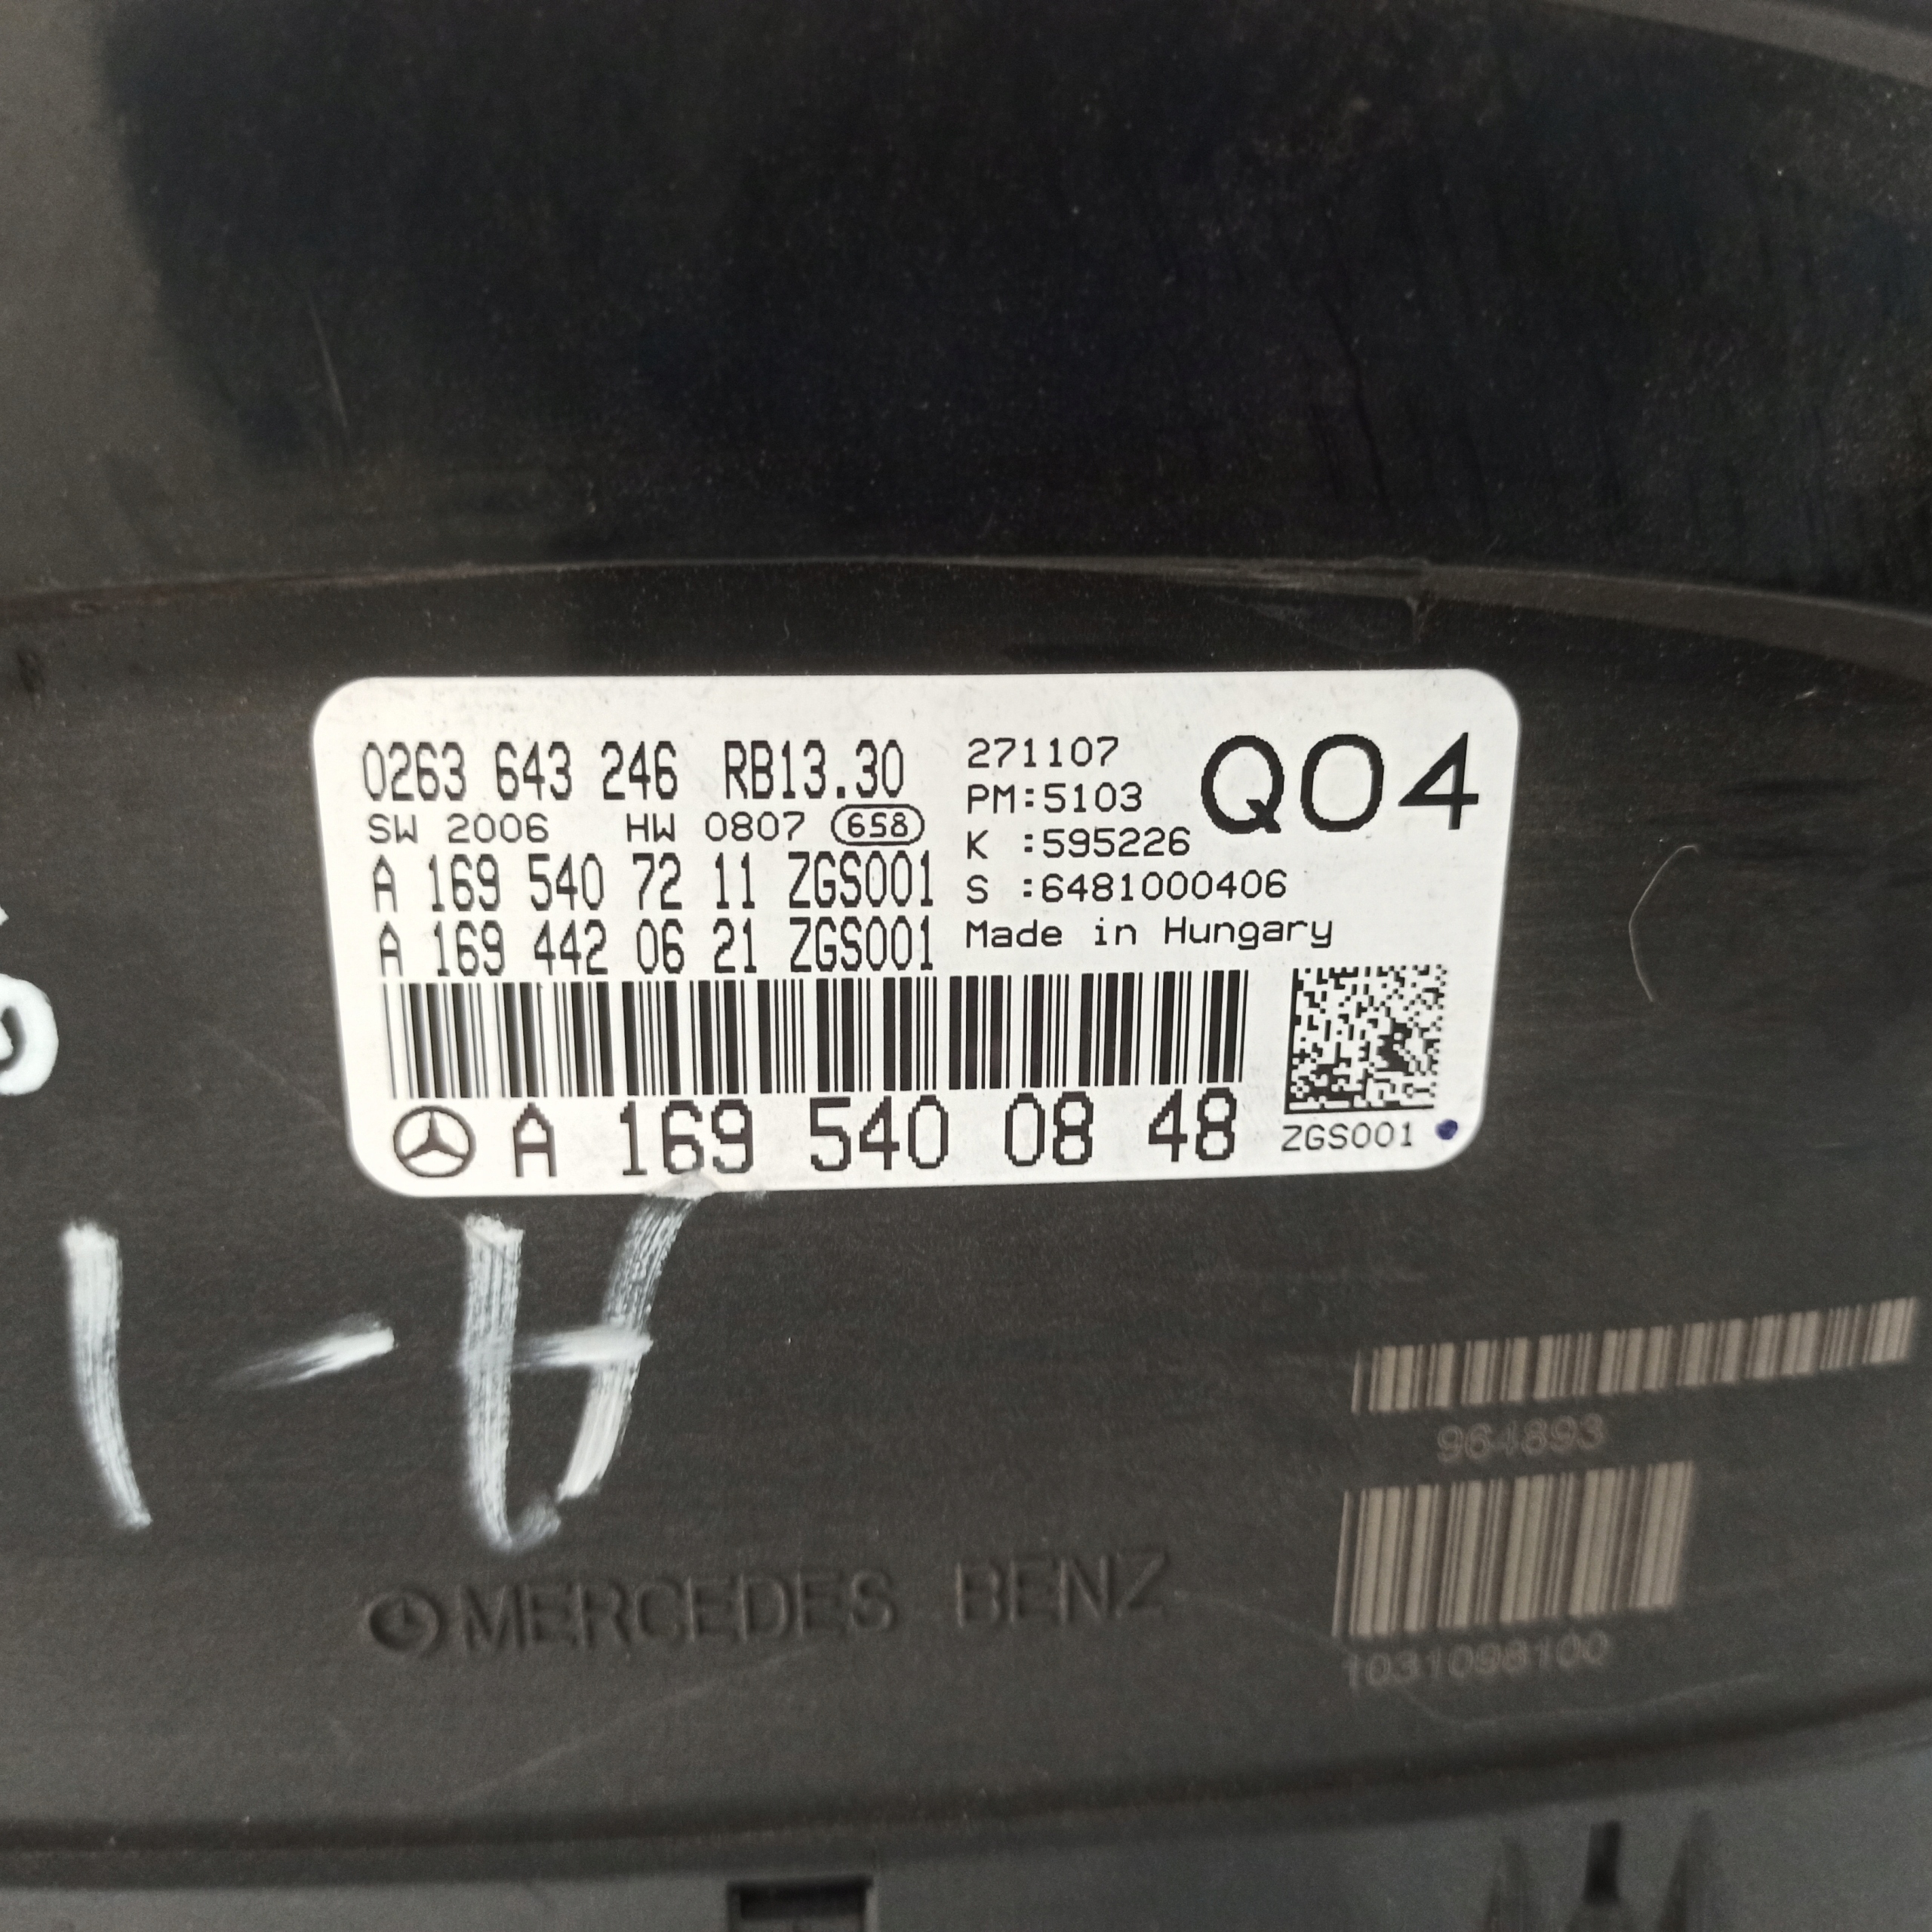 0263 643 246 RB13.30
SW 2006 HW 0807 658
A 169 540 72 11 ZGS001
A 169 442 06 21 ZGS001
271107
PM:5103
K :595226
S :6481000406
Made in Hungary
Q04
A 169 540 08 48
ZGS001
1-A
964893
1031098100
MERCEDES BENZ